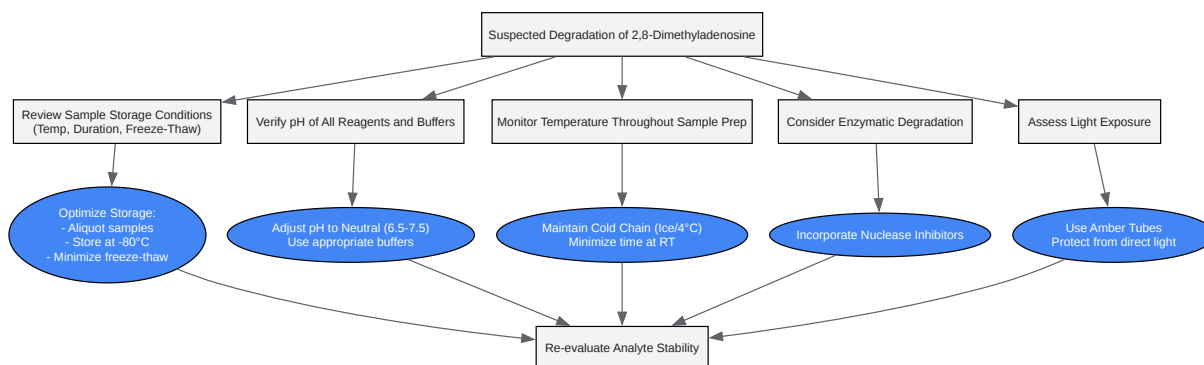 Suspected Degradation of 2,8-Dimethyladenosine
Review Sample Storage Conditions
(Temp, Duration, Freeze-Thaw)
Verify pH of All Reagents and Buffers
Monitor Temperature Throughout Sample Prep
Consider Enzymatic Degradation
Assess Light Exposure
Optimize Storage:
- Aliquot samples
- Store at -80°C
- Minimize freeze-thaw
Adjust pH to Neutral (6.5-7.5)
Use appropriate buffers
Maintain Cold Chain (Ice/4°C)
Minimize time at RT
Incorporate Nuclease Inhibitors
Use Amber Tubes
Protect from direct light
Re-evaluate Analyte Stability